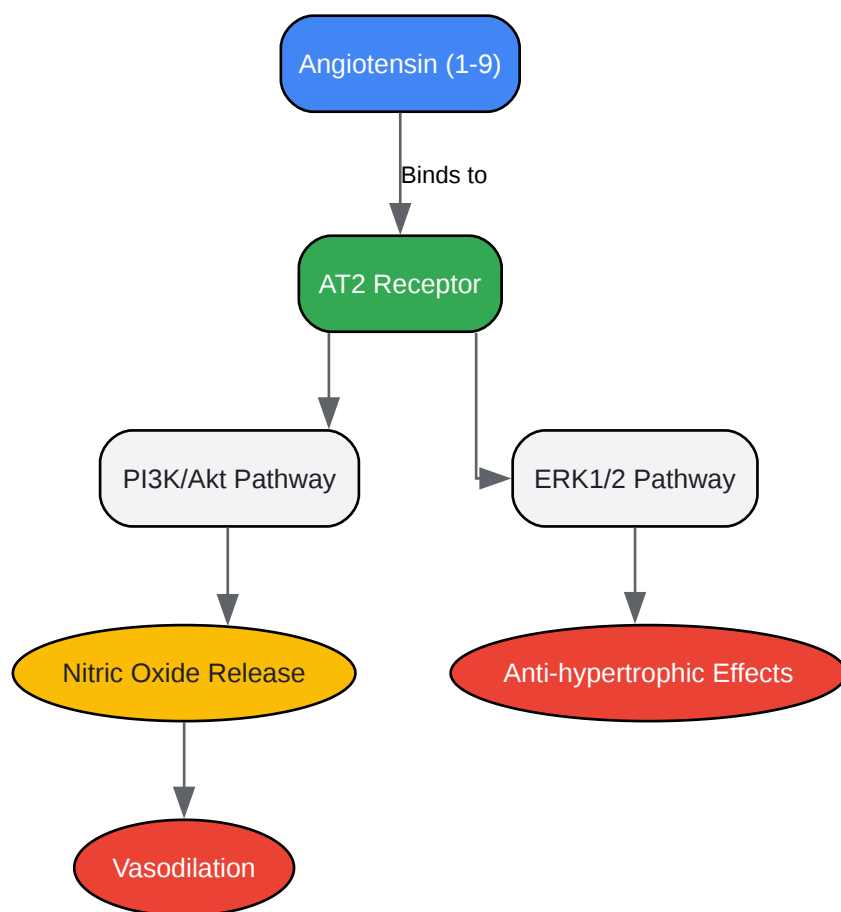 Angiotensin (1-9)
Binds to
AT2 Receptor
PI3K/Akt Pathway
ERK1/2 Pathway
Nitric Oxide Release
Anti-hypertrophic Effects
Vasodilation